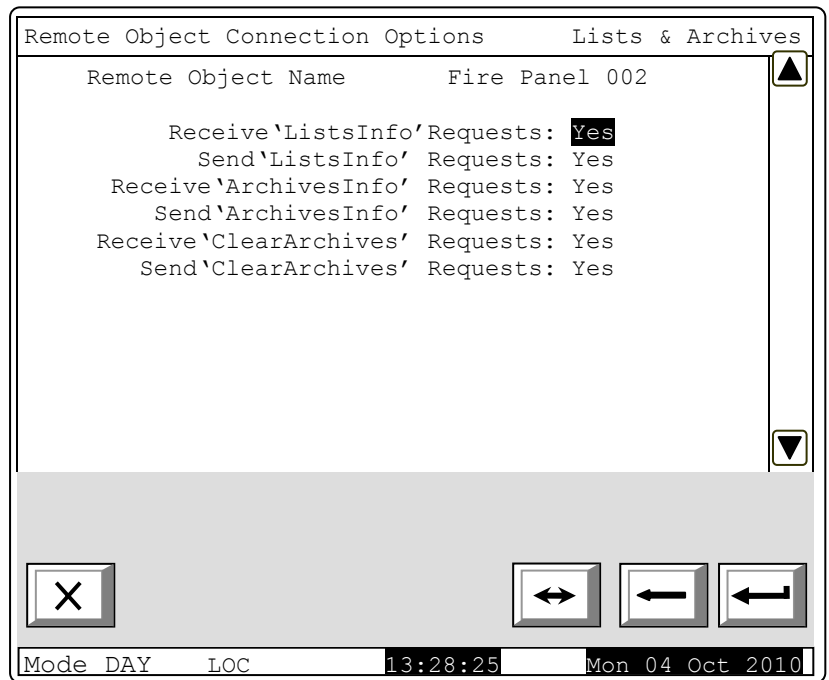 Remote Object Connection Options Lists & Archives
Remote Object Name Fire Panel 002
Receive‘ListsInfo’Requests: Yes
Send‘ListsInfo’ Requests: Yes
Receive‘ArchivesInfo’ Requests: Yes
Send‘ArchivesInfo’ Requests: Yes
Receive‘ClearArchives’ Requests: Yes
Send‘ClearArchives’ Requests: Yes
Mode DAY LOC 13:28:25 Mon 04 Oct 2010